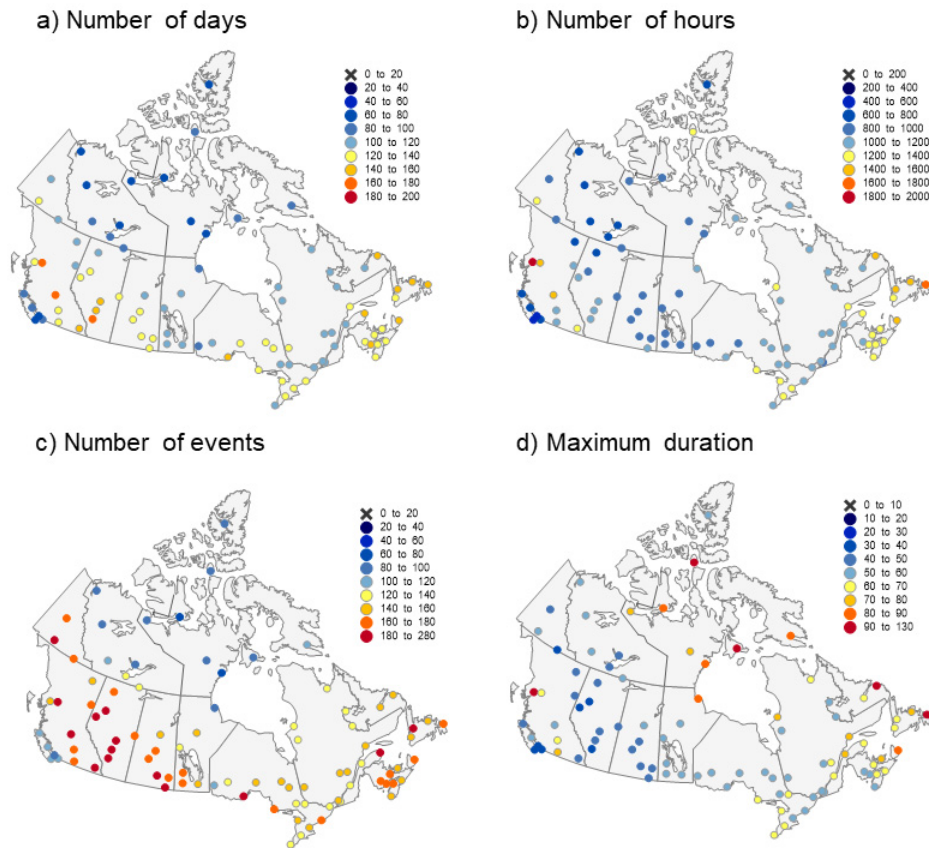 a) Number of days
0 to 20
20 to 40
40 to 60
60 to 80
80 to 100
100 to 120
120 to 140
140 to 160
160 to 180
180 to 200
b) Number of hours
0 to 200
200 to 400
400 to 600
600 to 800
800 to 1000
1000 to 1200
1200 to 1400
1400 to 1600
1600 to 1800
1800 to 2000
c) Number of events
0 to 20
20 to 40
40 to 60
60 to 80
80 to 100
100 to 120
120 to 140
140 to 160
160 to 180
180 to 280
d) Maximum duration
0 to 10
10 to 20
20 to 30
30 to 40
40 to 50
50 to 60
60 to 70
70 to 80
80 to 90
90 to 130